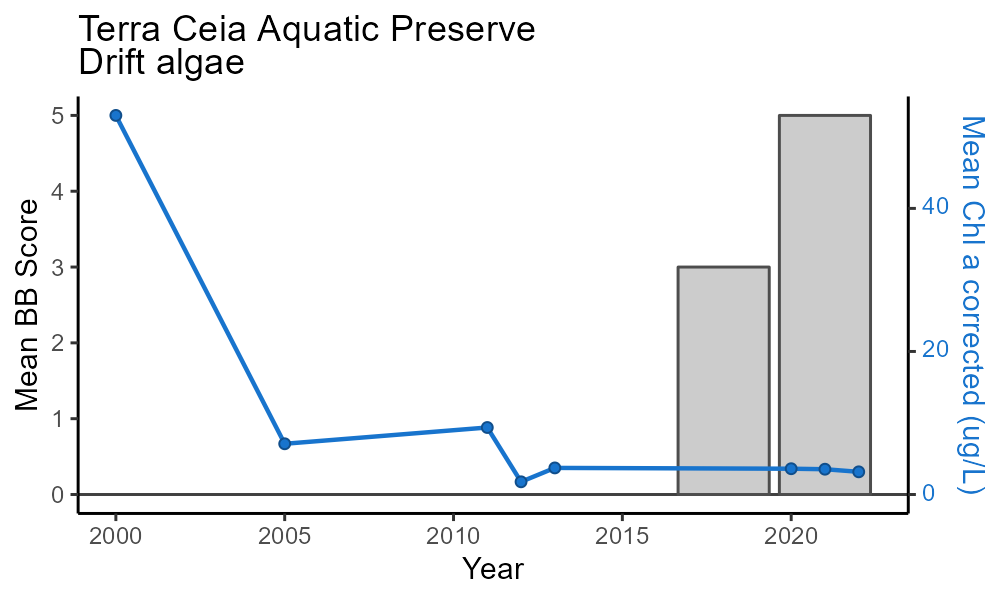 Terra Ceia Aquatic Preserve
Drift algae
Mean BB Score
5
4
3
2
1
0
Mean Chl a corrected (ug/L)
40
20
0
2000 2005 2010 2015 2020
Year